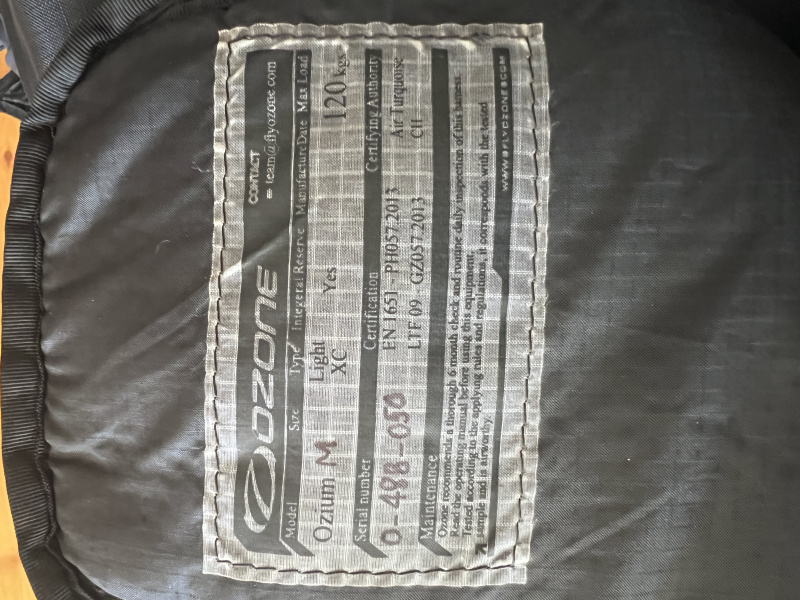 OZONE
CONTACT
e team@flyozone.com
Model Size Type Integeral Reserve Manufacture Date Max Load
Ozium M Light XC Yes 120 kgs
Serial number Certification Certifying Authority
O-488-050 EN 1651 - PH057.2013 Air Turquoise
LTF 09 - GZ057.2013 CH
Maintenance
Ozone recommends a thorough 6 month check and routine daily inspection of this harness.
Read the operating manual before using this equipment.
Tested according to the applying rules and regulations, it corresponds with the tested
sample and is airworthy
WWW.FLYOZONE.COM